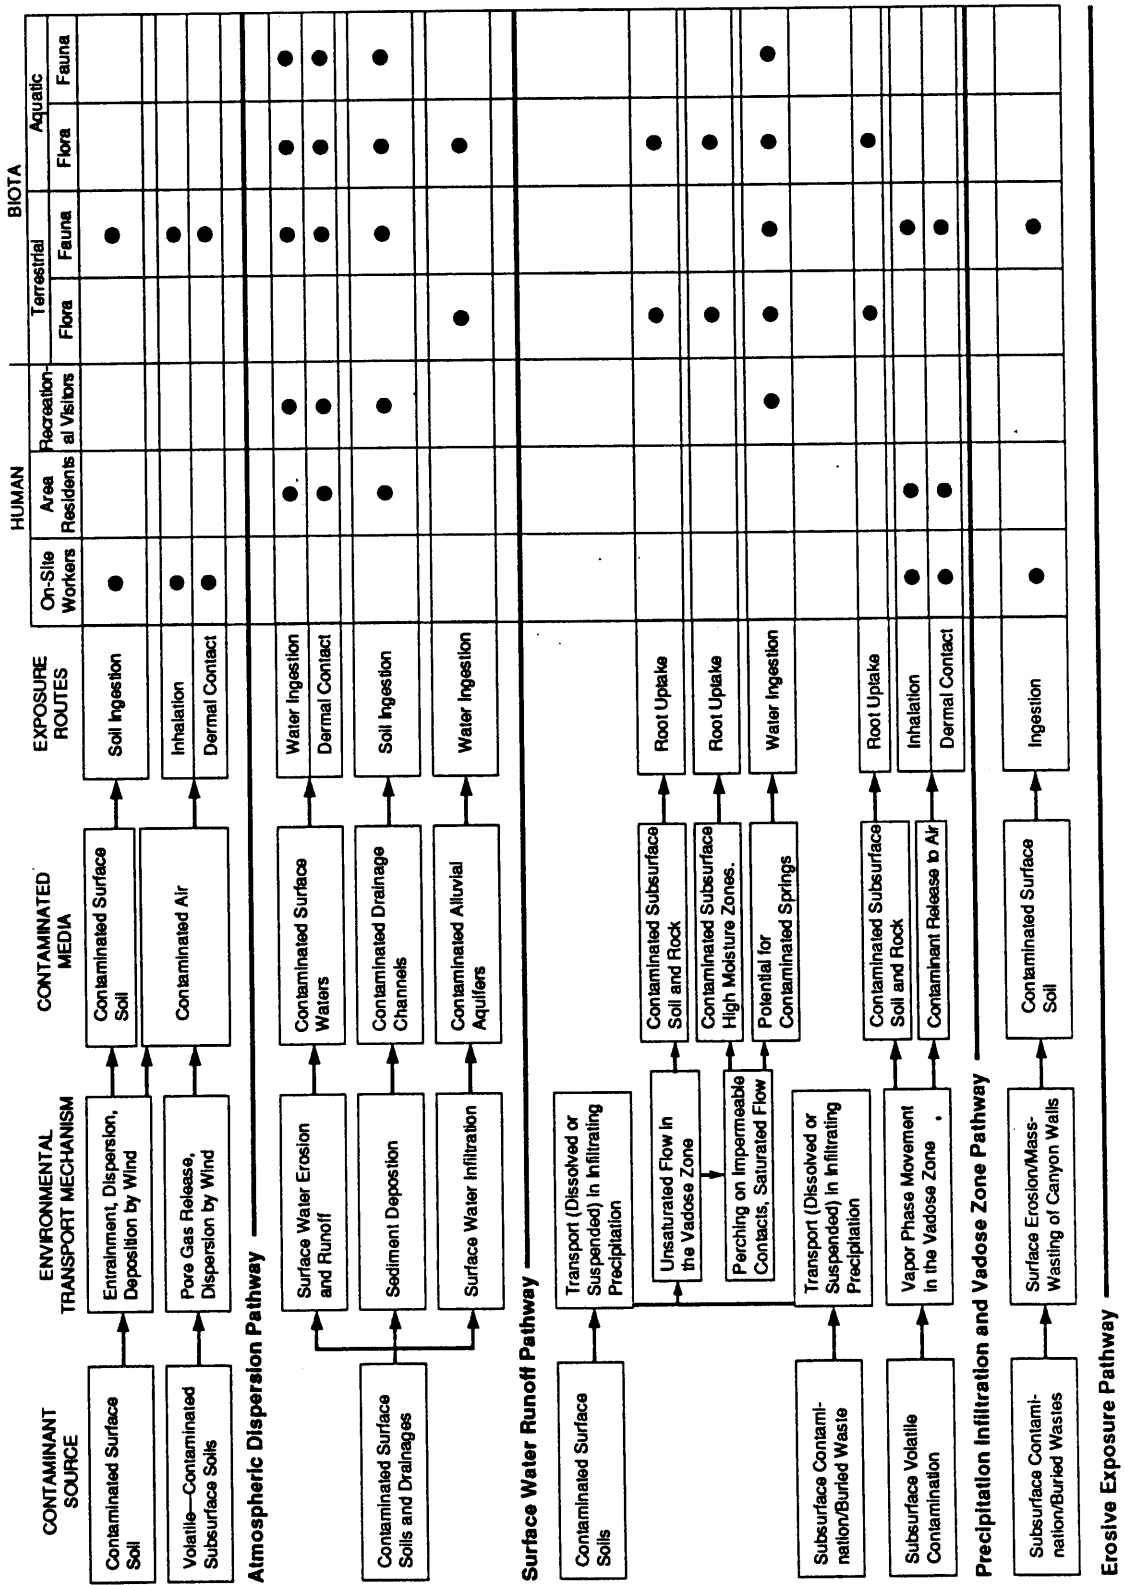 HUMAN
BIOTA
Terrestrial
Aquatic
CONTAMINANT
SOURCE
ENVIRONMENTAL
TRANSPORT MECHANISM
CONTAMINATED
MEDIA
EXPOSURE
ROUTES
On-Site
Workers
Area
Residents
Recreation-
al Visitors
Flora
Fauna
Flora
Fauna
Contaminated Surface
Soil
Entrainment, Dispersion,
Deposition by Wind
Contaminated Surface
Soil
Soil Ingestion
Volatile—Contaminated
Subsurface Soils
Pore Gas Release,
Dispersion by Wind
Contaminated Air
Inhalation
Dermal Contact
Atmospheric Dispersion Pathway
Contaminated Surface
Soils and Drainages
Surface Water Erosion
and Runoff
Contaminated Surface
Waters
Water Ingestion
Dermal Contact
Sediment Depostion
Contaminated Drainage
Channels
Soil Ingestion
Surface Water Infiltration
Contaminated Alluvial
Aquifers
Water Ingestion
Surface Water Runoff Pathway
Contaminated Surface
Soils
Transport (Dissolved or
Suspended) in Infiltrating
Precipitation
Unsaturated Flow in
the Vadose Zone
Contaminated Subsurface
Soil and Rock
Root Uptake
Perching on Impermeable
Contacts, Saturated Flow
Contaminated Subsurface
High Moisture Zones.
Root Uptake
Potential for
Contaminated Springs
Water Ingestion
Subsurface Contami-
nation/Buried Waste
Transport (Dissolved or
Suspended) in Infiltrating
Precipitation
Subsurface Volatile
Contamination
Vapor Phase Movement
in the Vadose Zone
Contaminated Subsurface
Soil and Rock
Root Uptake
Contaminant Release to Air
Inhalation
Dermal Contact
Precipitation Infiltration and Vadose Zone Pathway
Subsurface Contami-
nation/Buried Wastes
Surface Erosion/Mass-
Wasting of Canyon Walls
Contaminated Surface
Soil
Ingestion
Erosive Exposure Pathway